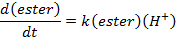 d(ester)/dt = k(ester)(H⁺)